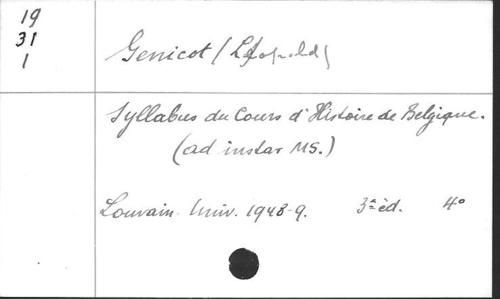 19
31
1
Genicot (Léopold)
Syllabus du Cours d'Histoire de Belgique.
(ad instar MS.)
Louvain. Univ. 1948-9. 3e éd. 4°